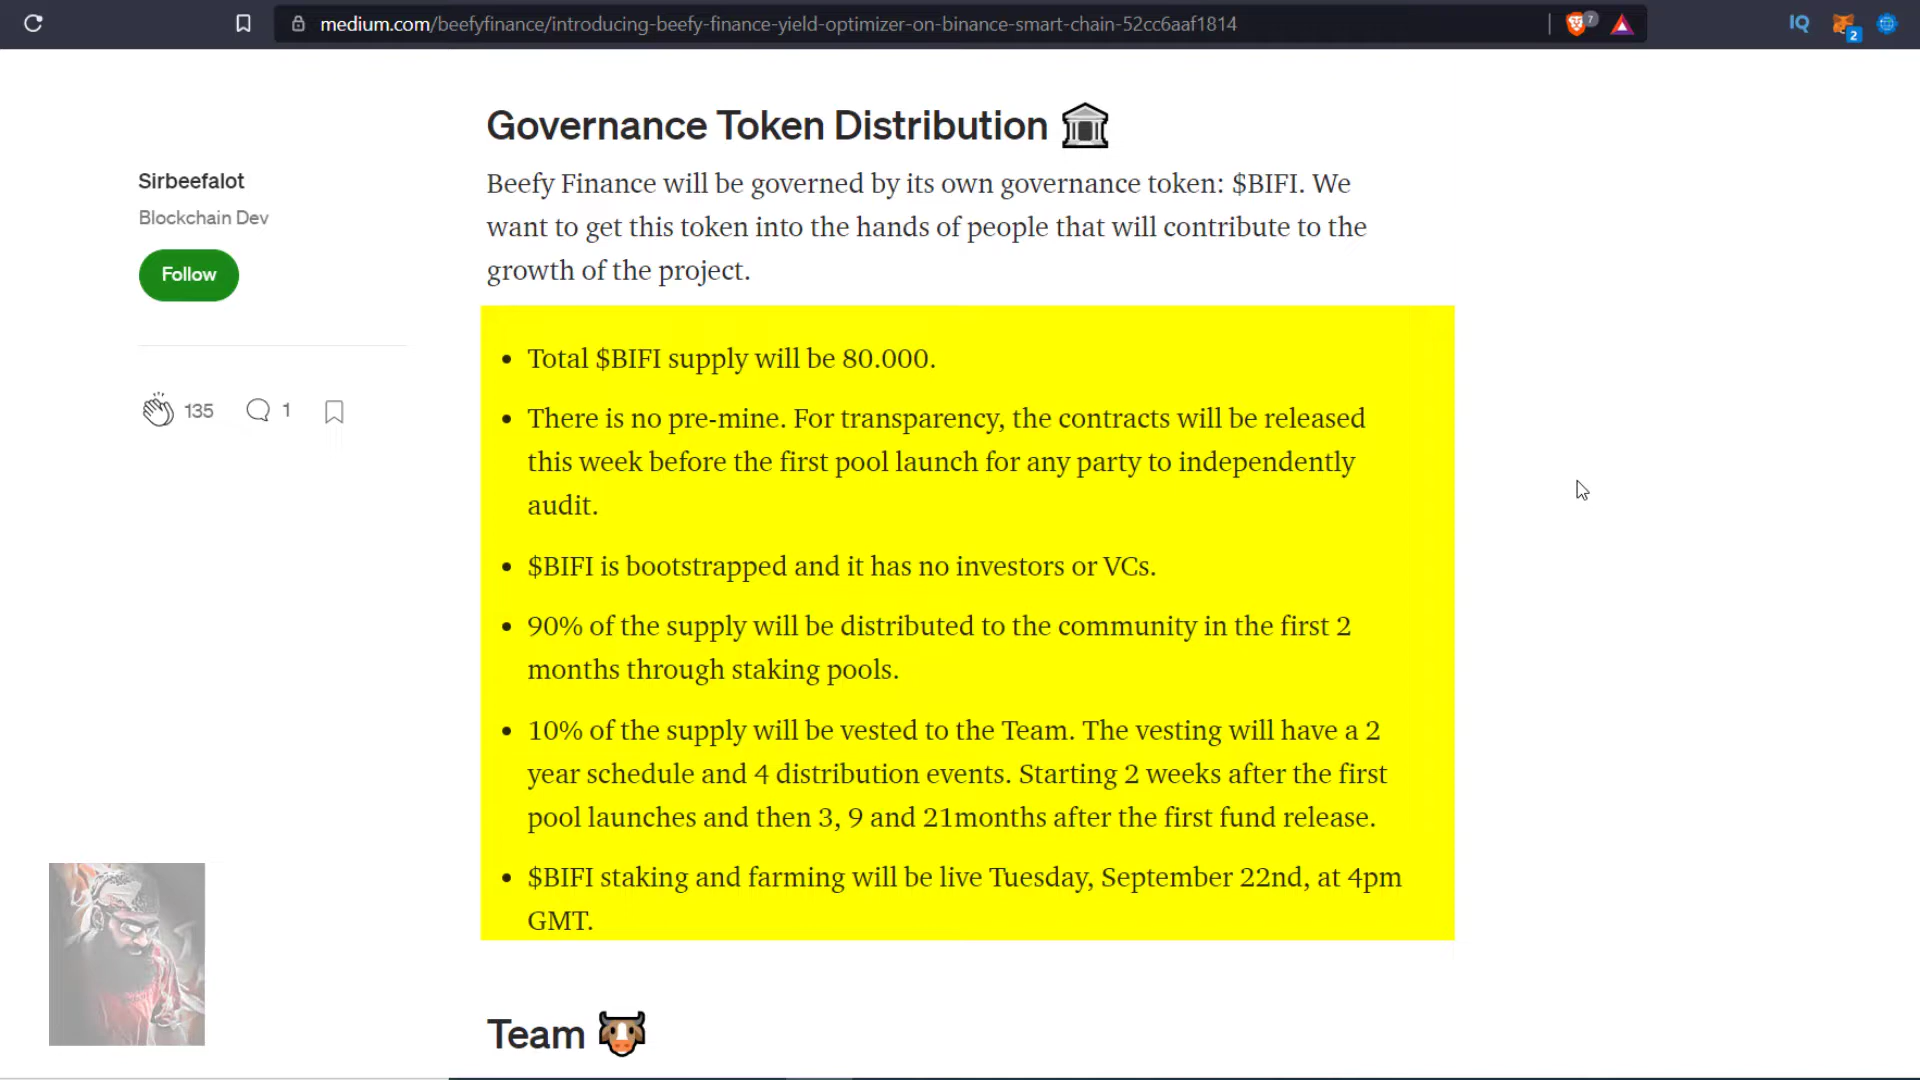 medium.com/beefyfinance/introducing-beefy-finance-yield-optimizer-on-binance-smart-chain-52cc6aaf1814
7
IQ
2
Governance Token Distribution
Sirbeefalot
Blockchain Dev
Follow
135
1
Beefy Finance will be governed by its own governance token: $BIFI. We
want to get this token into the hands of people that will contribute to the
growth of the project.
• Total $BIFI supply will be 80.000.
• There is no pre-mine. For transparency, the contracts will be released
this week before the first pool launch for any party to independently
audit.
• $BIFI is bootstrapped and it has no investors or VCs.
• 90% of the supply will be distributed to the community in the first 2
months through staking pools.
• 10% of the supply will be vested to the Team. The vesting will have a 2
year schedule and 4 distribution events. Starting 2 weeks after the first
pool launches and then 3, 9 and 21months after the first fund release.
• $BIFI staking and farming will be live Tuesday, September 22nd, at 4pm
GMT.
Team